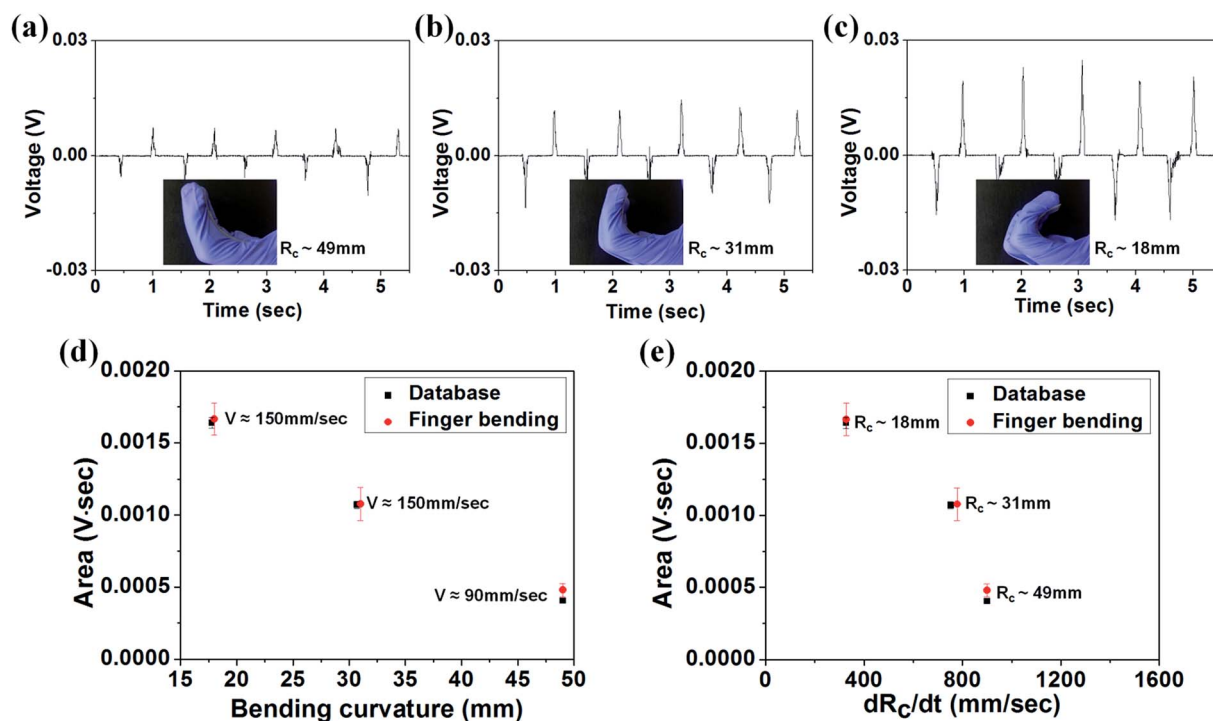 (a)
0.03
0.00
-0.03
Voltage (V)
R_c ~ 49mm
0 1 2 3 4 5
Time (sec)
(b)
0.03
0.00
-0.03
Voltage (V)
R_c ~ 31mm
0 1 2 3 4 5
Time (sec)
(c)
0.03
0.00
-0.03
Voltage (V)
R_c ~ 18mm
0 1 2 3 4 5
Time (sec)
(d)
0.0020
0.0015
0.0010
0.0005
0.0000
Area (V·sec)
Database
Finger bending
V ≈ 150mm/sec
V ≈ 150mm/sec
V ≈ 90mm/sec
15 20 25 30 35 40 45 50
Bending curvature (mm)
(e)
0.0020
0.0015
0.0010
0.0005
0.0000
Area (V·sec)
Database
Finger bending
R_c ~ 18mm
R_c ~ 31mm
R_c ~ 49mm
0 400 800 1200 1600
dR_C/dt (mm/sec)